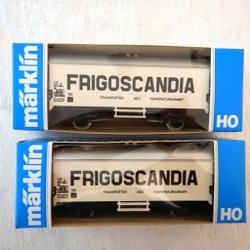 märklin
FRIGOSCANDIA
TRANSPORTER MED TEMPERATURGARANTI
HO
märklin
FRIGOSCANDIA
TRANSPORTER MED TEMPERATURGARANTI
HO